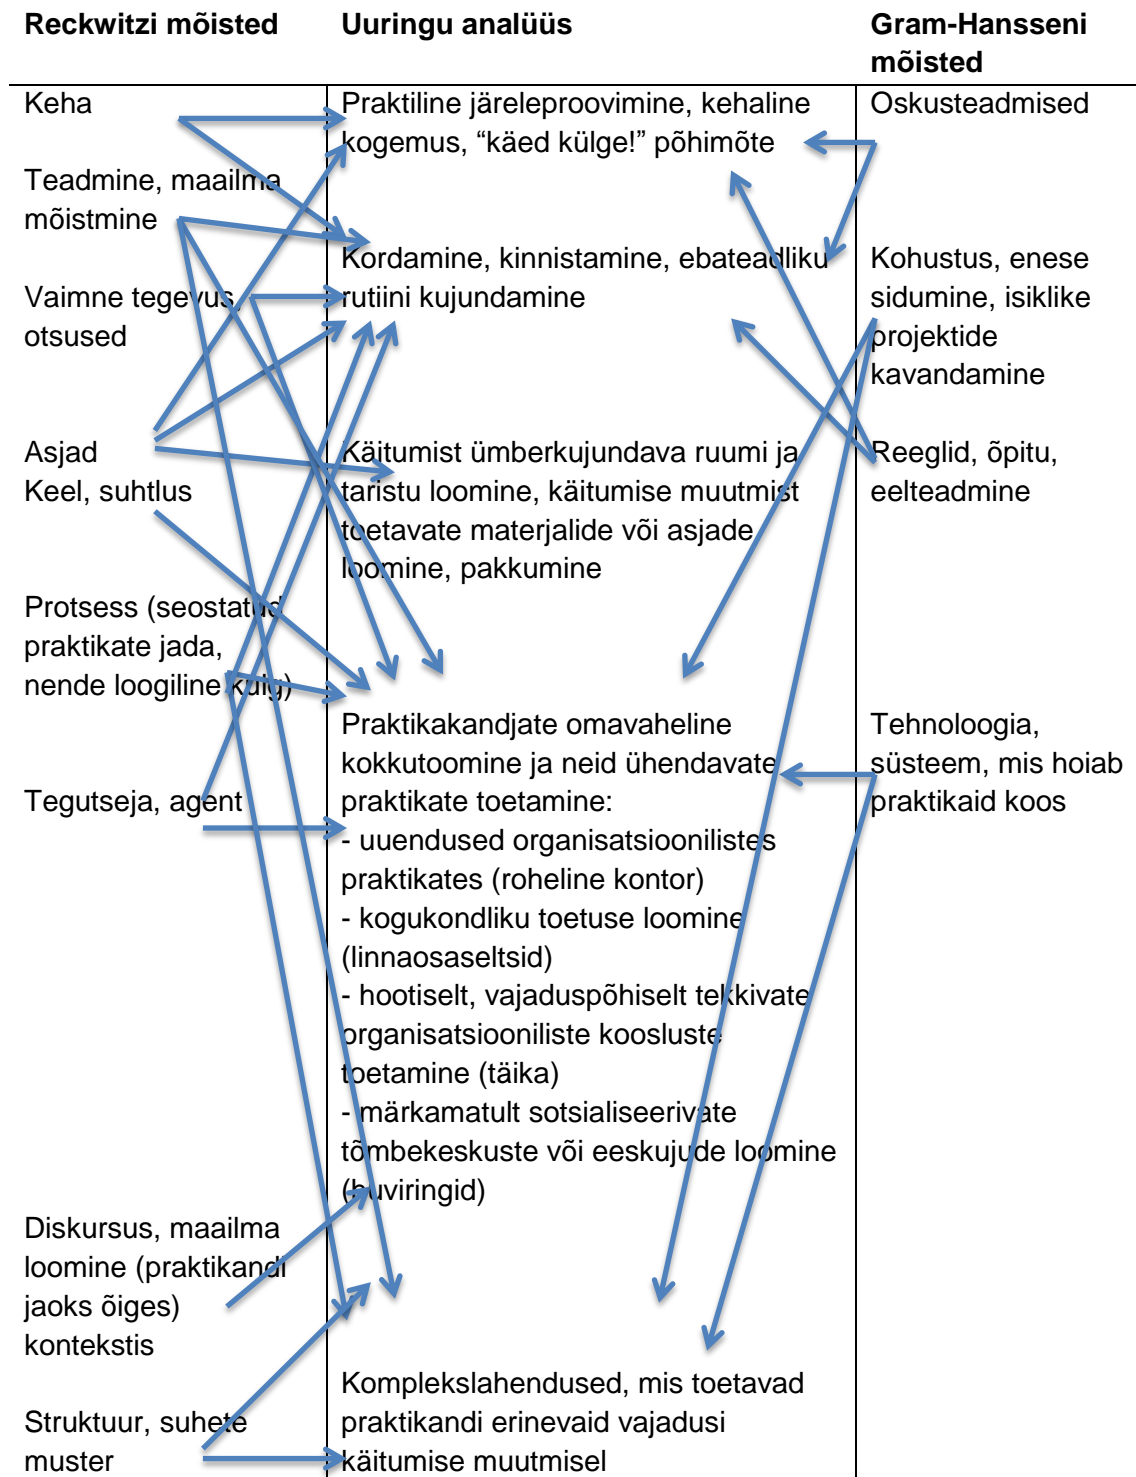 Reckwitzi mõisted
Uuringu analüüs
Gram-Hansseni
mõisted
Keha
Teadmine, maailma
mõistmine
Vaimne tegevus,
otsused
Asjad
Keel, suhtlus
Protsess (seostatud
praktikate jada,
nende loogiline kulg)
Tegutseja, agent
Diskursus, maailma
loomine (praktikandi
jaoks õiges)
kontekstis
Struktuur, suhete
muster
Praktiline järeleproovimine, kehaline
kogemus, “käed külge!” põhimõte
Kordamine, kinnistamine, ebateadliku
rutiini kujundamine
Käitumist ümberkujundava ruumi ja
taristu loomine, käitumise muutmist
toetavate materjalide või asjade
loomine, pakkumine
Praktikakandjate omavaheline
kokkutoomine ja neid ühendavate
praktikate toetamine:
- uuendused organisatsioonilistes
praktikates (roheline kontor)
- kogukondliku toetuse loomine
(linnaosaseltsid)
- hootiselt, vajaduspõhiselt tekkivate
organisatsiooniliste koosluste
toetamine (täika)
- märkamatult sotsialiseerivate
tõmbekeskuste või eeskujude loomine
(huviringid)
Komplekslahendused, mis toetavad
praktikandi erinevaid vajadusi
käitumise muutmisel
Oskusteadmised
Kohustus, enese
sidumine, isiklike
projektide
kavandamine
Reeglid, õpitu,
eelteadmine
Tehnoloogia,
süsteem, mis hoiab
praktikaid koos